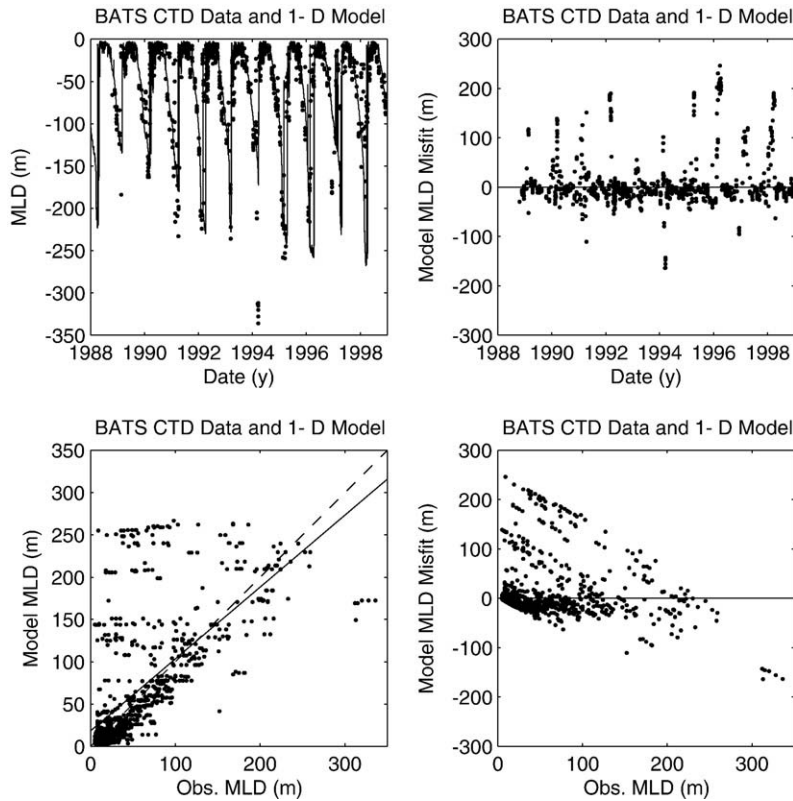 BATS CTD Data and 1- D Model
0
-50
-100
-150
-200
-250
-300
-350
MLD (m)
1988 1990 1992 1994 1996 1998
Date (y)
BATS CTD Data and 1- D Model
300
200
100
0
-100
-200
-300
Model MLD Misfit (m)
1988 1990 1992 1994 1996 1998
Date (y)
BATS CTD Data and 1- D Model
350
300
250
200
150
100
50
0
Model MLD (m)
0 100 200 300
Obs. MLD (m)
BATS CTD Data and 1- D Model
300
200
100
0
-100
-200
-300
Model MLD Misfit (m)
0 100 200 300
Obs. MLD (m)